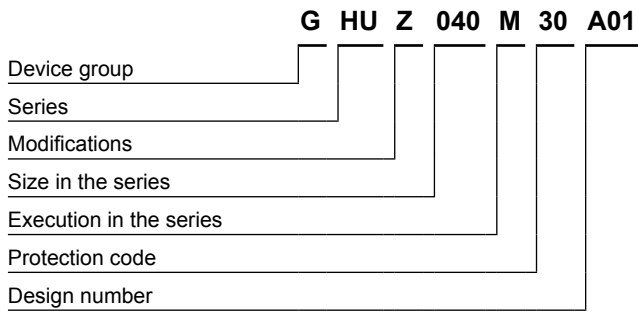 G HU Z 040 M 30 A01
Device group
Series
Modifications
Size in the series
Execution in the series
Protection code
Design number